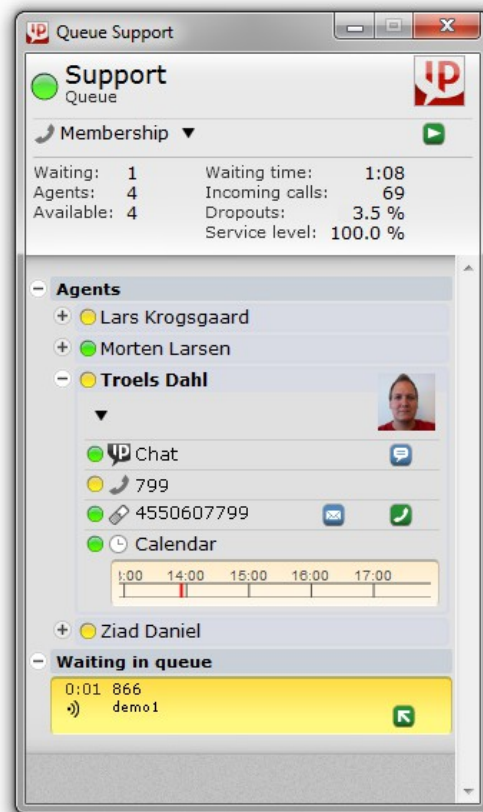 Queue Support
Support
Queue
Membership
Waiting: 1 Waiting time: 1:08
Agents: 4 Incoming calls: 69
Available: 4 Dropouts: 3.5 %
Service level: 100.0 %
Agents
Lars Krogsgaard
Morten Larsen
Troels Dahl
Chat
799
4550607799
Calendar
:00 14:00 15:00 16:00 17:00
Ziad Daniel
Waiting in queue
0:01 866
demo1